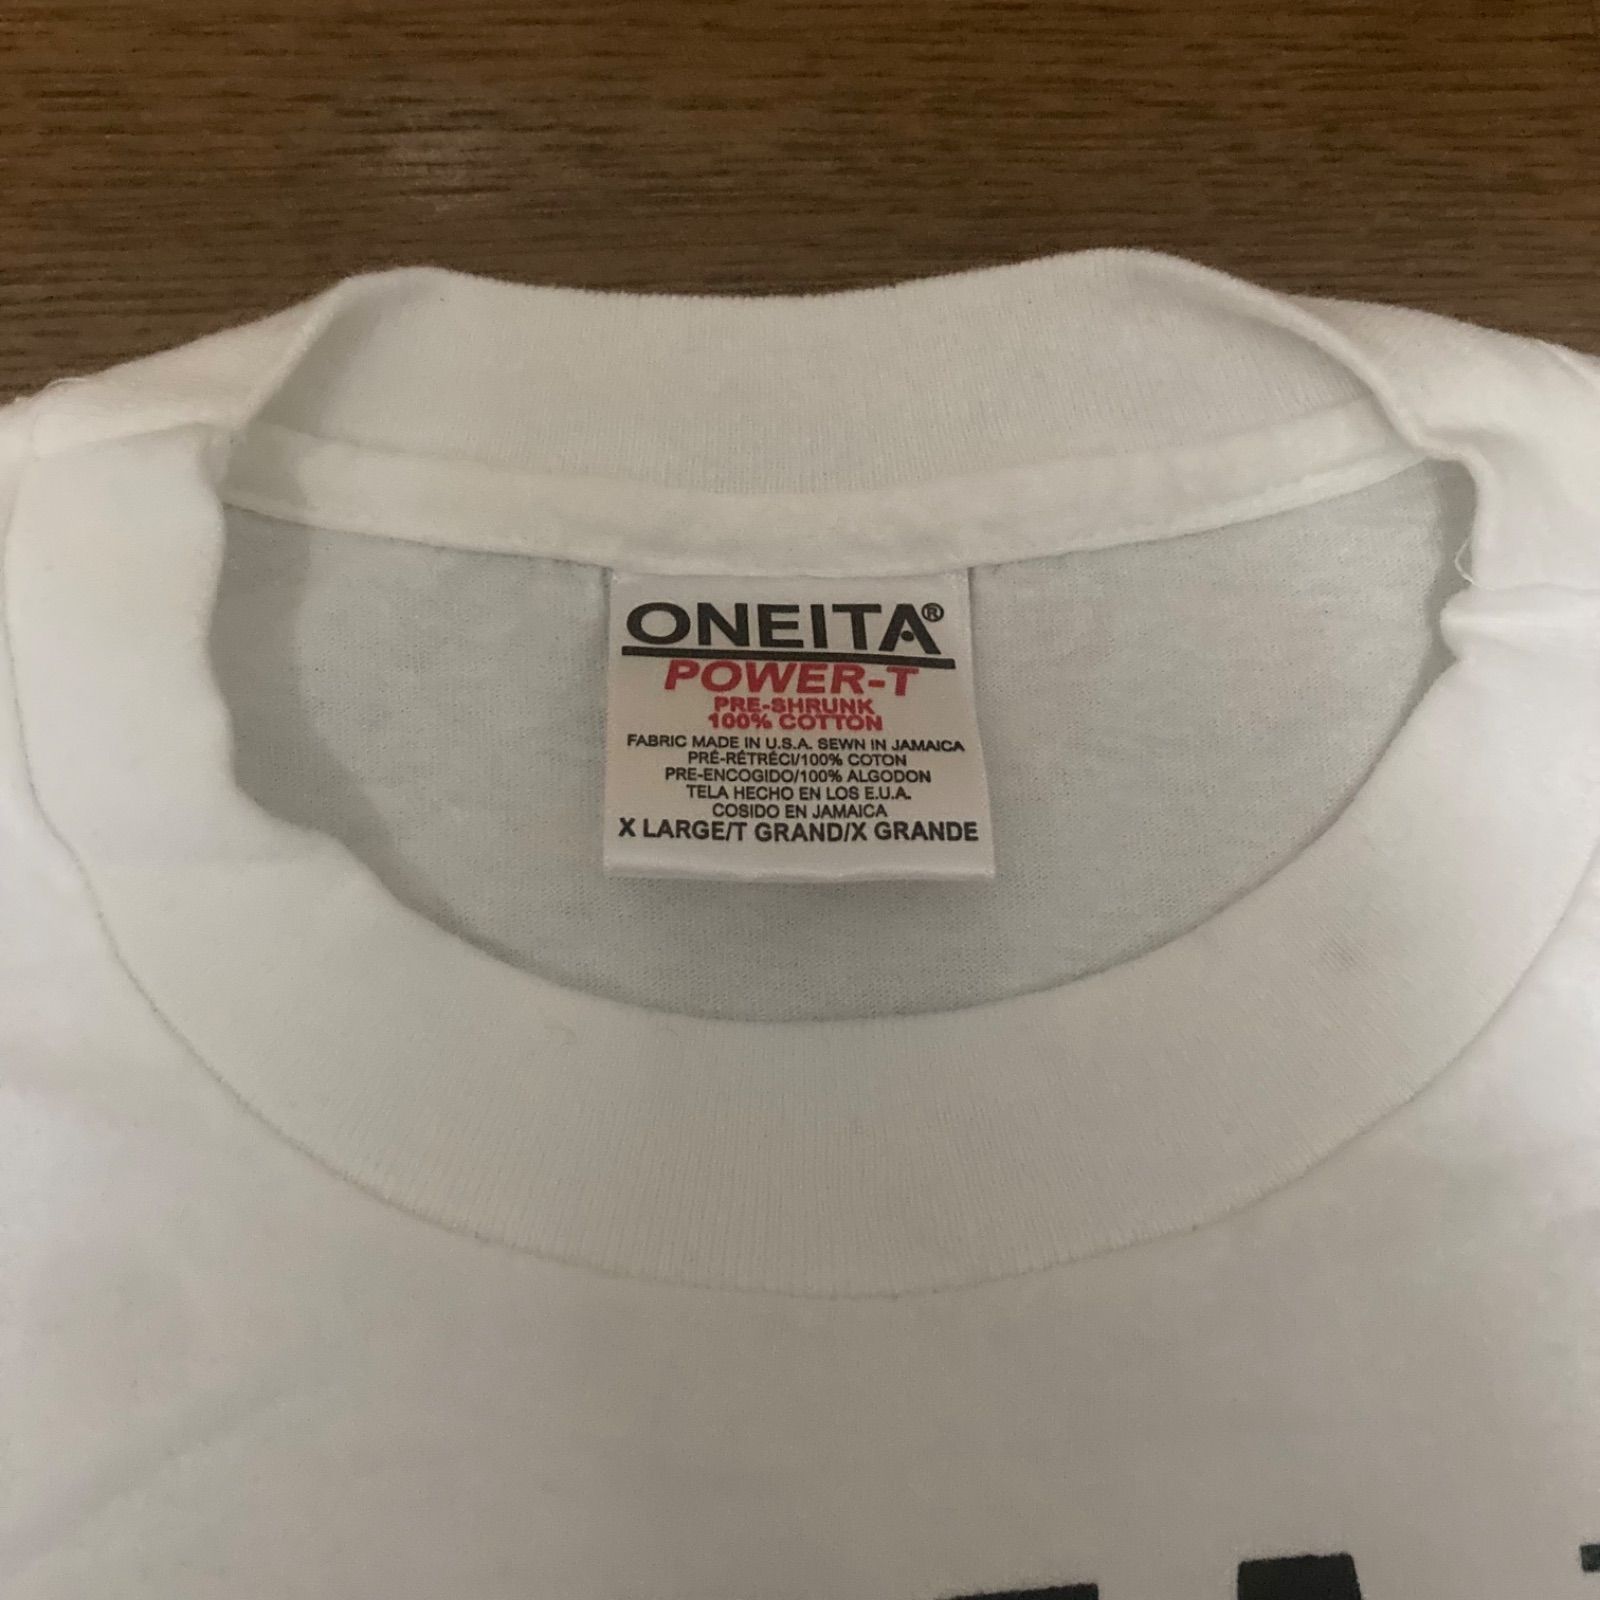 ONEITA®
POWER-T
PRE-SHRUNK
100% COTTON
FABRIC MADE IN U.S.A. SEWN IN JAMAICA
PRÉ-RÉTRÉCI/100% COTON
PRE-ENCOGIDO/100% ALGODON
TELA HECHO EN LOS E.U.A.
COSIDO EN JAMAICA
X LARGE/T GRAND/X GRANDE